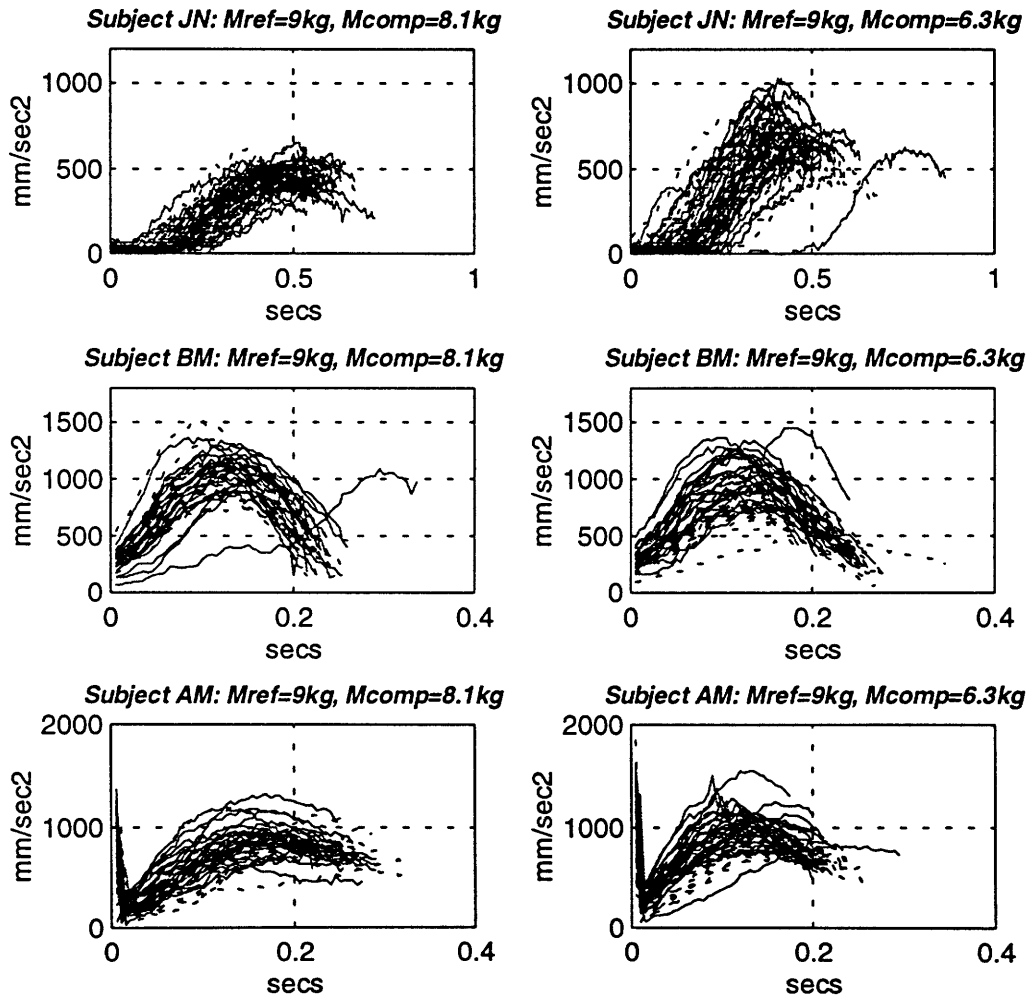 Subject JN: Mref=9kg, Mcomp=8.1kg
1000
500
0
mm/sec2
0 0.5 1
secs
Subject JN: Mref=9kg, Mcomp=6.3kg
1000
500
0
mm/sec2
0 0.5 1
secs
Subject BM: Mref=9kg, Mcomp=8.1kg
1500
1000
500
0
mm/sec2
0 0.2 0.4
secs
Subject BM: Mref=9kg, Mcomp=6.3kg
1500
1000
500
0
mm/sec2
0 0.2 0.4
secs
Subject AM: Mref=9kg, Mcomp=8.1kg
2000
1000
0
mm/sec2
0 0.2 0.4
secs
Subject AM: Mref=9kg, Mcomp=6.3kg
2000
1000
0
mm/sec2
0 0.2 0.4
secs